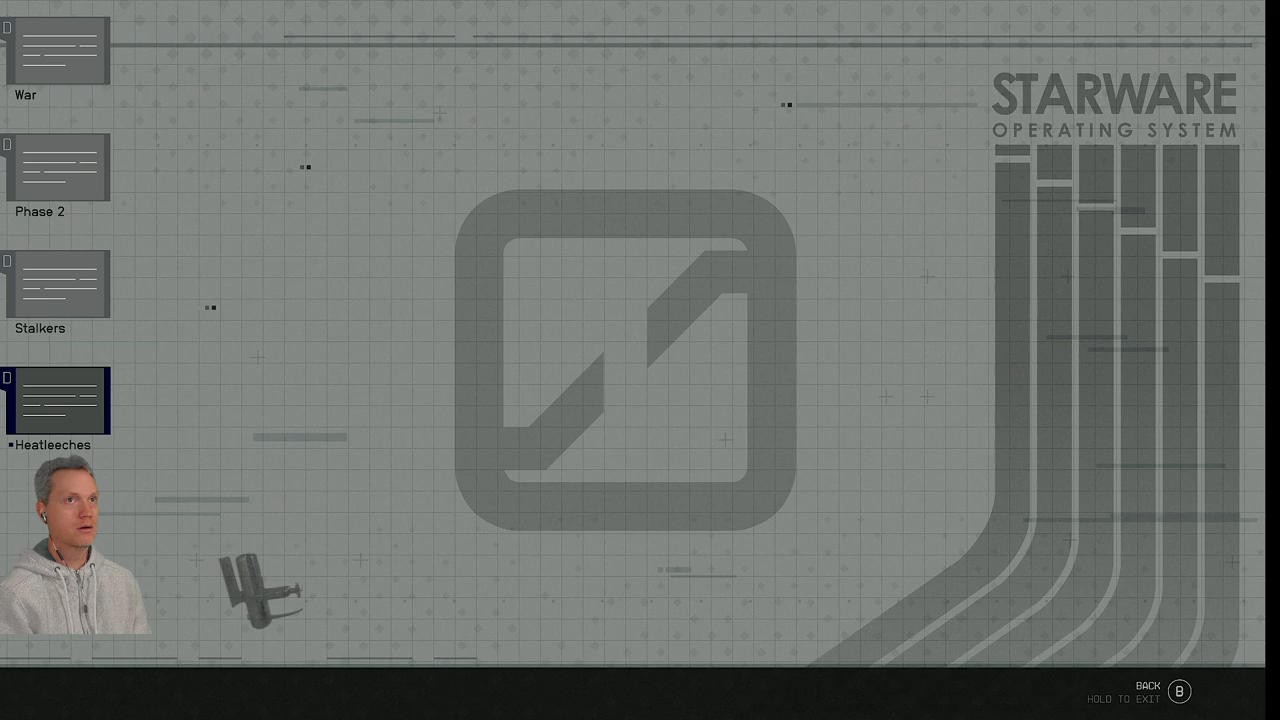 STARWARE
OPERATING SYSTEM
D
War
D
Phase 2
D
Stalkers
D
Heatleeches
BACK
HOLD TO EXIT
B